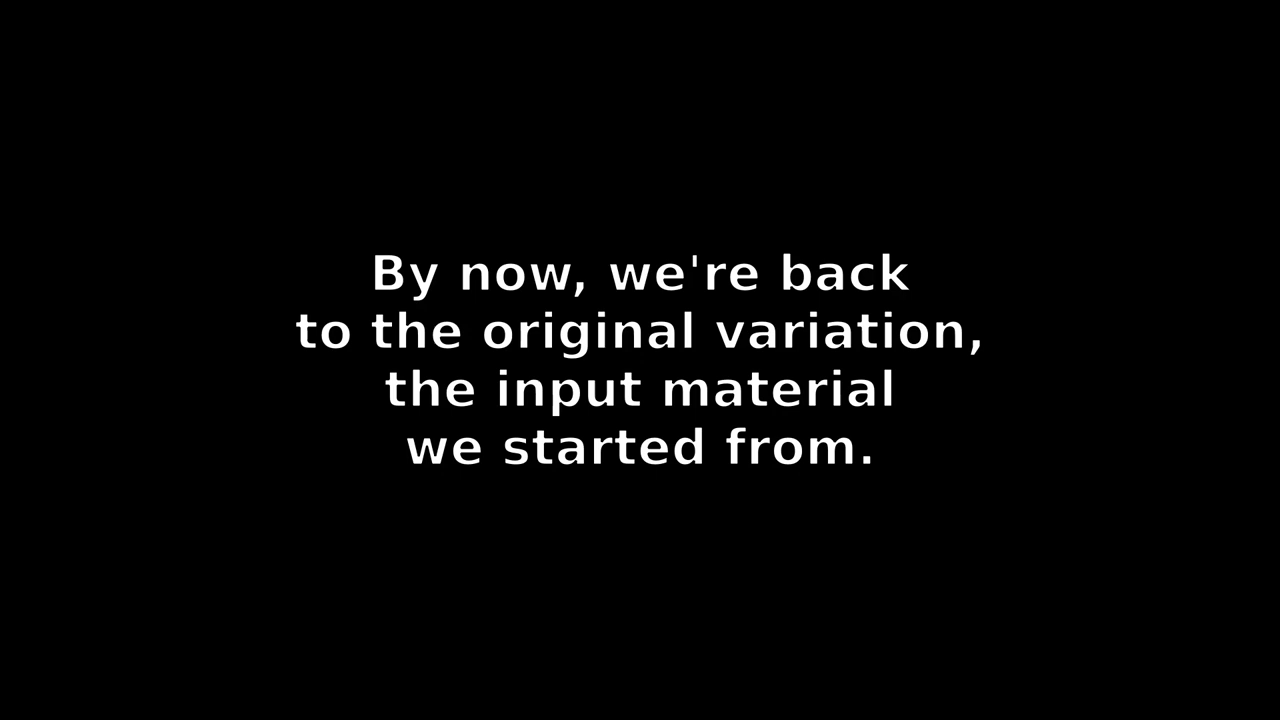 By now, we're back
to the original variation,
the input material
we started from.